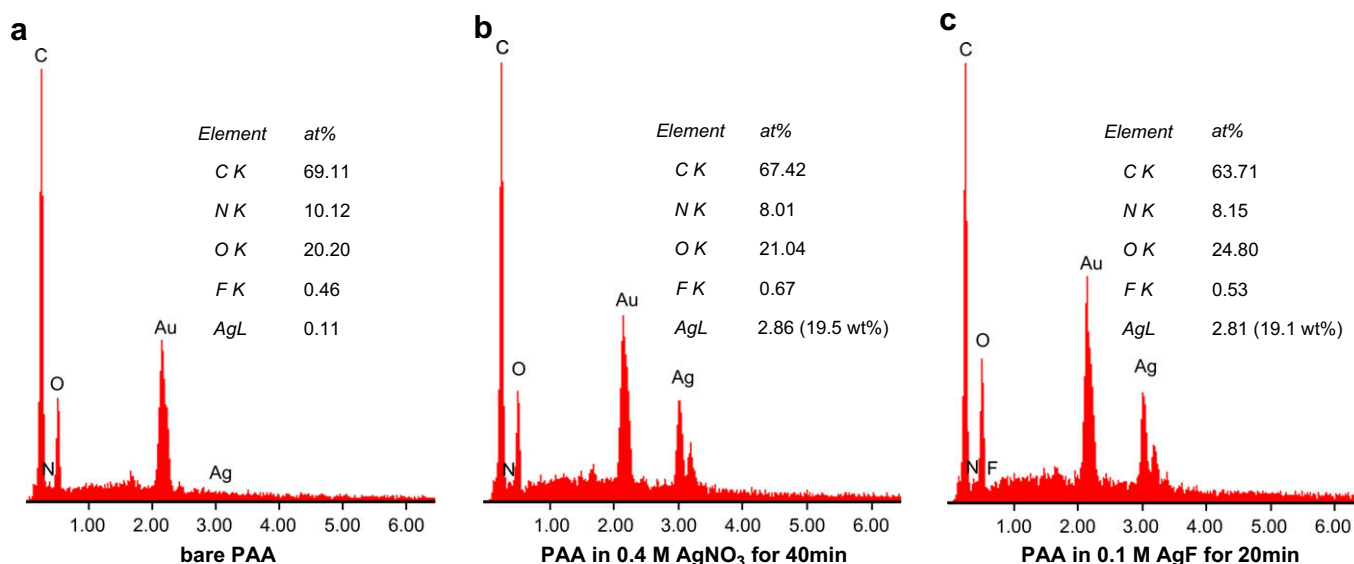 a
C
O
N
Au
Ag
Element at%
C K 69.11
N K 10.12
O K 20.20
F K 0.46
AgL 0.11
1.00 2.00 3.00 4.00 5.00 6.00
bare PAA
b
C
O
N
Au
Ag
Element at%
C K 67.42
N K 8.01
O K 21.04
F K 0.67
AgL 2.86 (19.5 wt%)
1.00 2.00 3.00 4.00 5.00 6.00
PAA in 0.4 M AgNO₃ for 40min
c
C
O
N
F
Au
Ag
Element at%
C K 63.71
N K 8.15
O K 24.80
F K 0.53
AgL 2.81 (19.1 wt%)
1.00 2.00 3.00 4.00 5.00 6.00
PAA in 0.1 M AgF for 20min